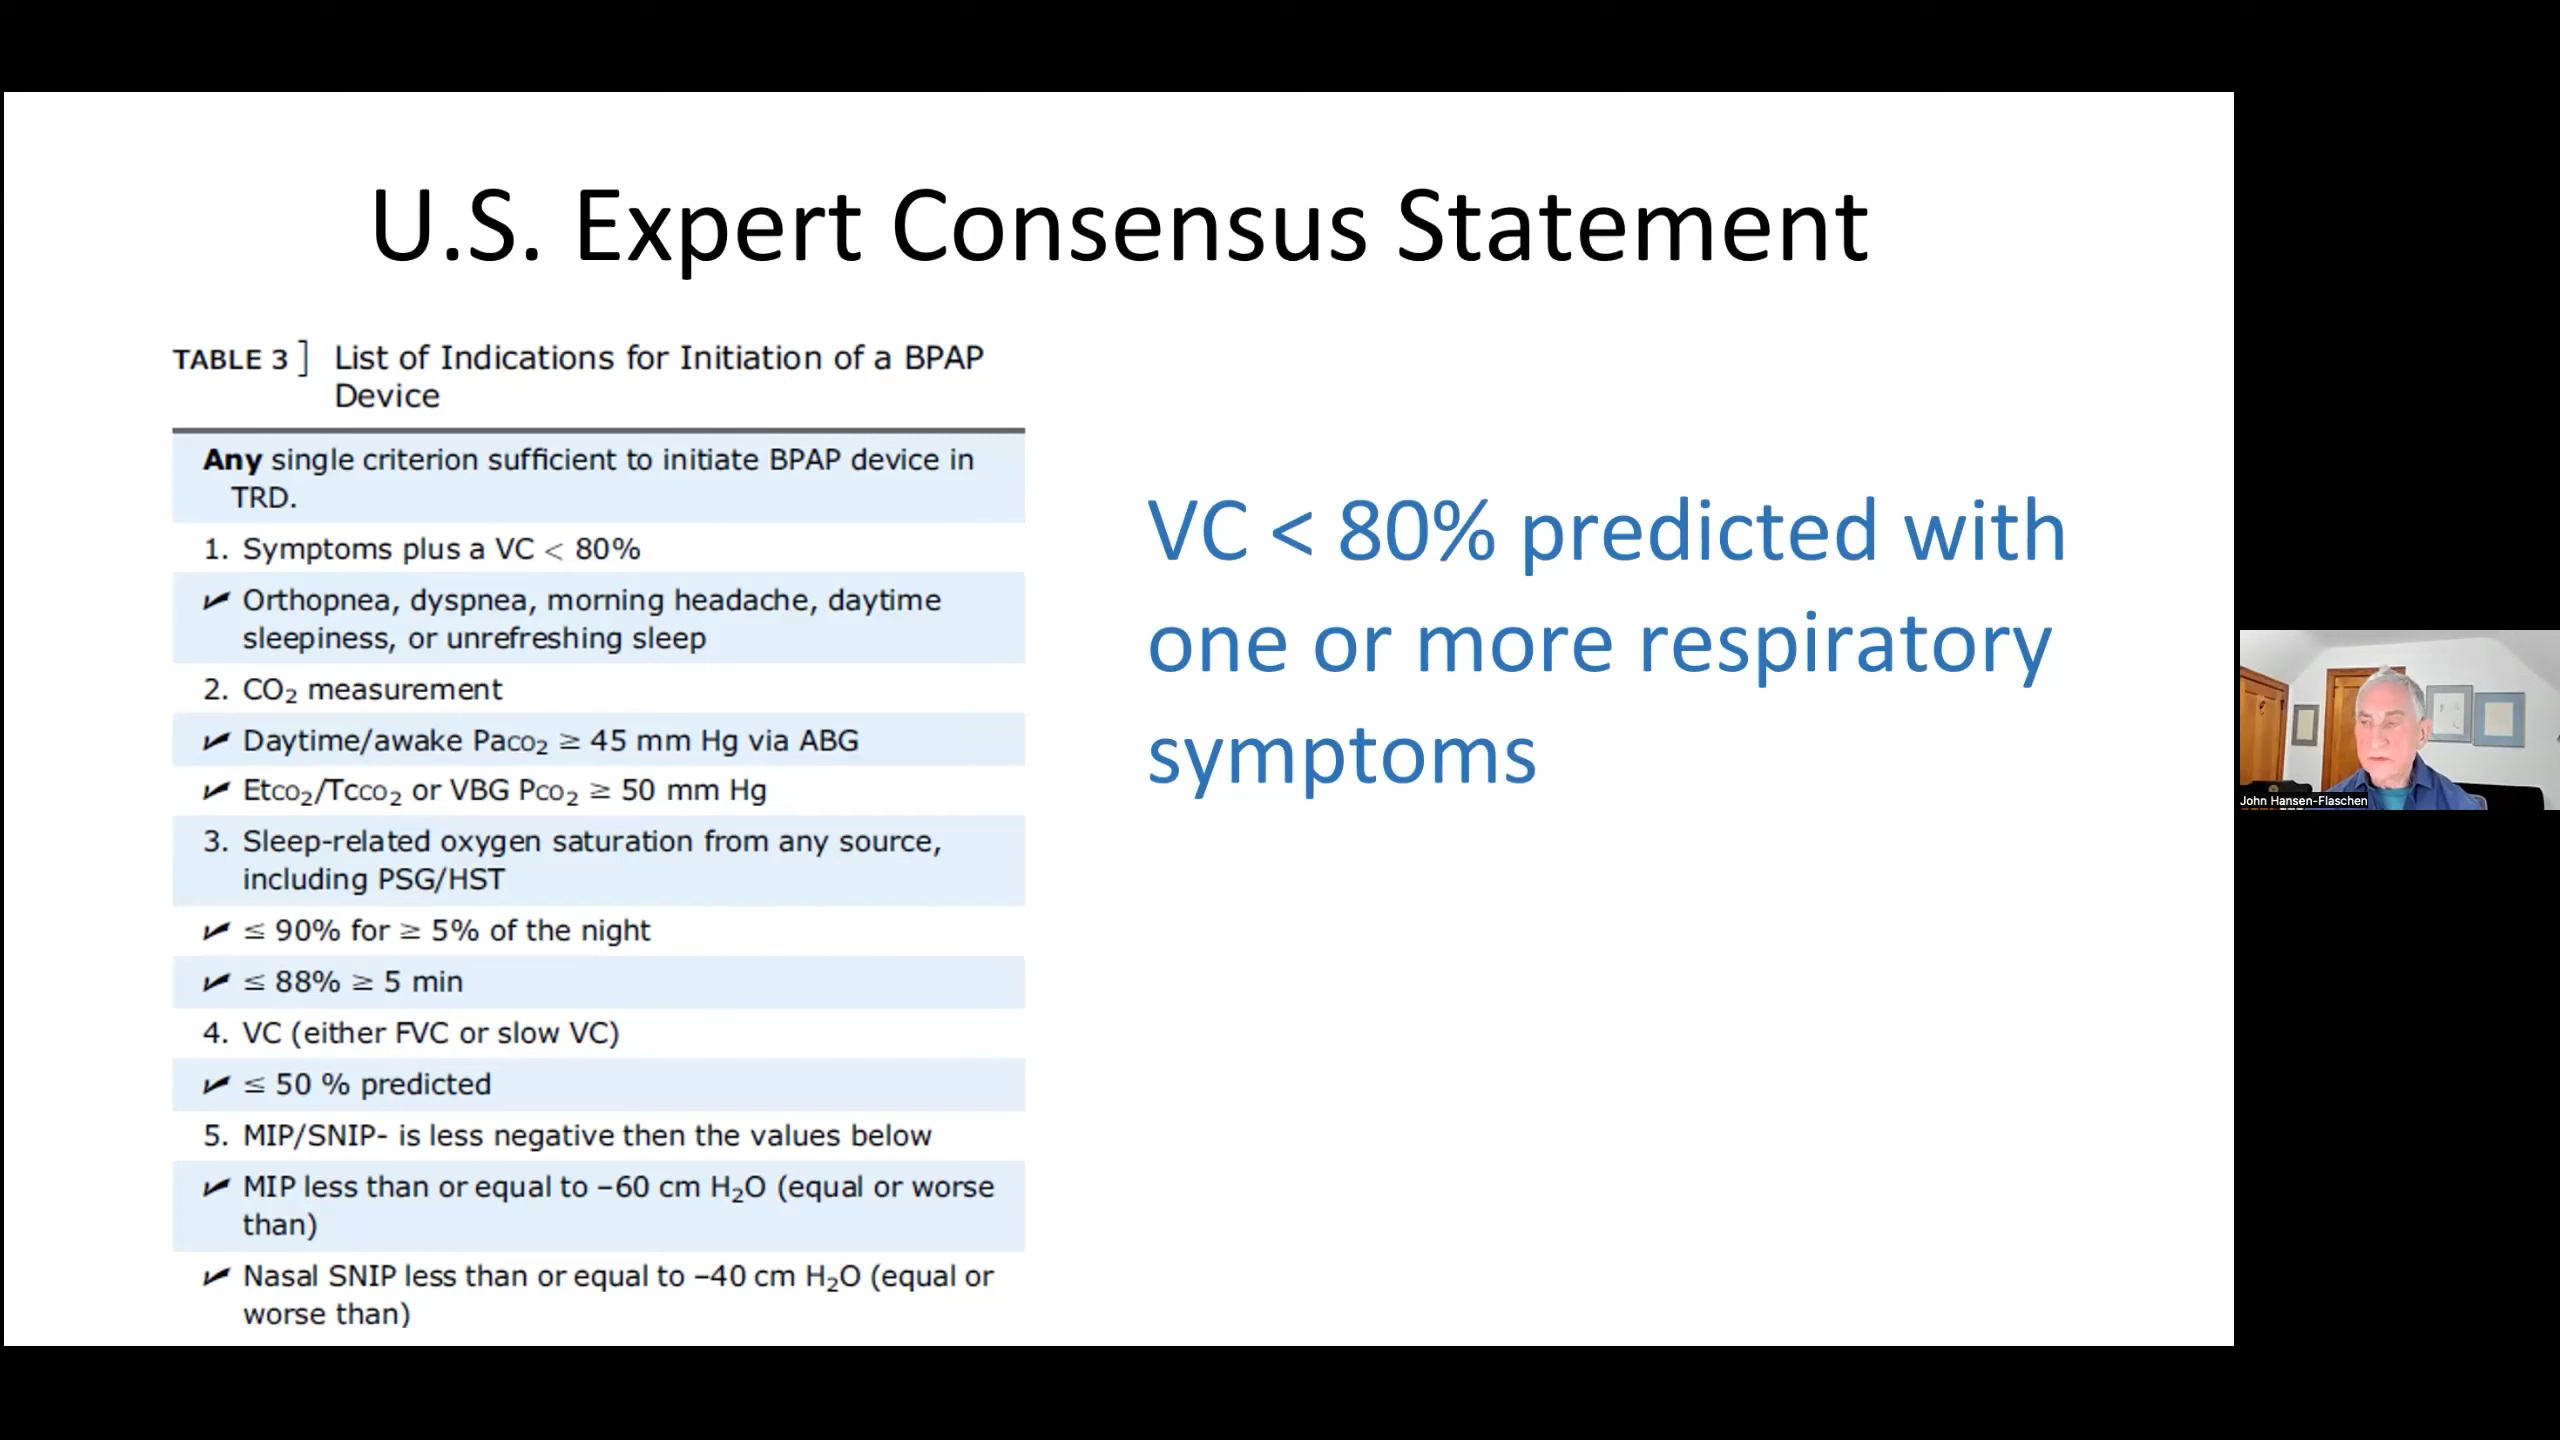 U.S. Expert Consensus Statement
TABLE 3 ] List of Indications for Initiation of a BPAP
Device
Any single criterion sufficient to initiate BPAP device in
TRD.
1. Symptoms plus a VC < 80%
✔ Orthopnea, dyspnea, morning headache, daytime
sleepiness, or unrefreshing sleep
2. CO₂ measurement
✔ Daytime/awake Paco₂ ≥ 45 mm Hg via ABG
✔ Etco₂/Tcco₂ or VBG Pco₂ ≥ 50 mm Hg
3. Sleep-related oxygen saturation from any source,
including PSG/HST
✔ ≤ 90% for ≥ 5% of the night
✔ ≤ 88% ≥ 5 min
4. VC (either FVC or slow VC)
✔ ≤ 50 % predicted
5. MIP/SNIP- is less negative then the values below
✔ MIP less than or equal to –60 cm H₂O (equal or worse
than)
✔ Nasal SNIP less than or equal to –40 cm H₂O (equal or
worse than)
VC < 80% predicted with
one or more respiratory
symptoms
John Hansen-Flaschen